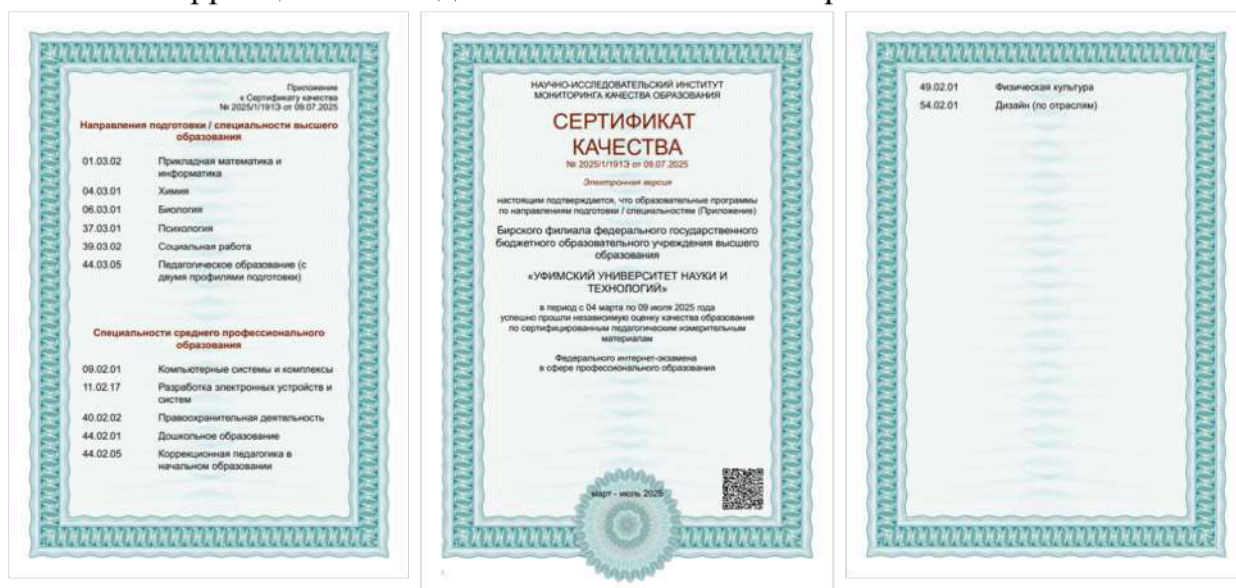 Приложение
к Сертификату качества
№ 2025/1/191Э от 09.07.2025
Направления подготовки / специальности высшего
образования
01.03.02 Прикладная математика и
информатика
04.03.01 Химия
06.03.01 Биология
37.03.01 Психология
39.03.02 Социальная работа
44.03.05 Педагогическое образование (с
двумя профилями подготовки)
Специальности среднего профессионального
образования
09.02.01 Компьютерные системы и комплексы
11.02.17 Разработка электронных устройств и
систем
40.02.02 Правоохранительная деятельность
44.02.01 Дошкольное образование
44.02.05 Коррекционная педагогика в
начальном образовании
НАУЧНО-ИССЛЕДОВАТЕЛЬСКИЙ ИНСТИТУТ
МОНИТОРИНГА КАЧЕСТВА ОБРАЗОВАНИЯ
СЕРТИФИКАТ
КАЧЕСТВА
№ 2025/1/191Э от 09.07.2025
Электронная версия
настоящим подтверждается, что образовательные программы
по направлениям подготовки / специальностям (Приложение)
Бирского филиала федерального государственного
бюджетного образовательного учреждения высшего
образования
«УФИМСКИЙ УНИВЕРСИТЕТ НАУКИ И
ТЕХНОЛОГИЙ»
в период с 04 марта по 09 июля 2025 года
успешно прошли независимую оценку качества образования
по сертифицированным педагогическим измерительным
материалам
Федерального интернет-экзамена
в сфере профессионального образования
март - июль 2025
49.02.01 Физическая культура
54.02.01 Дизайн (по отраслям)